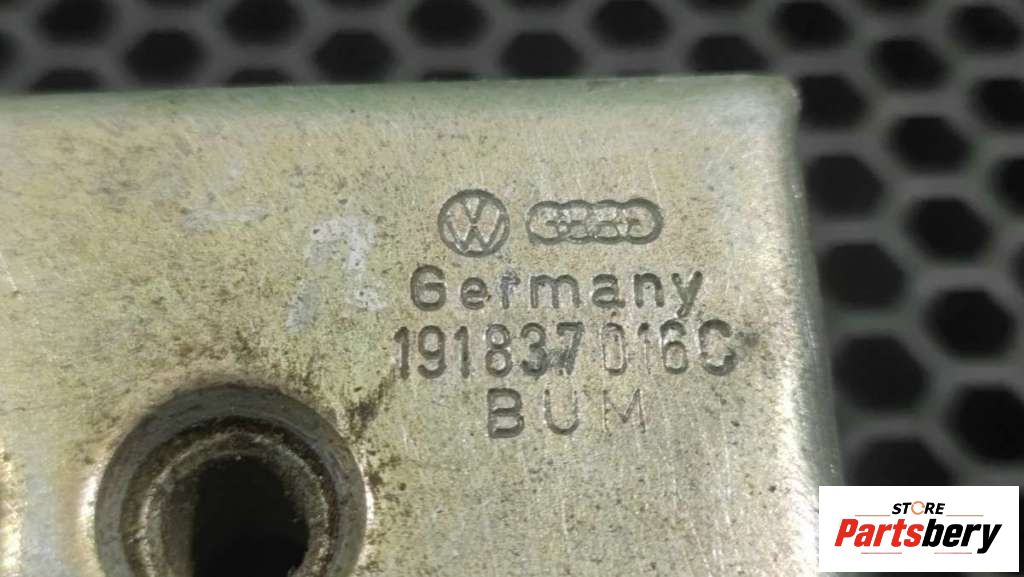 Germany
191837016C
BUM
STORE
Partsbery